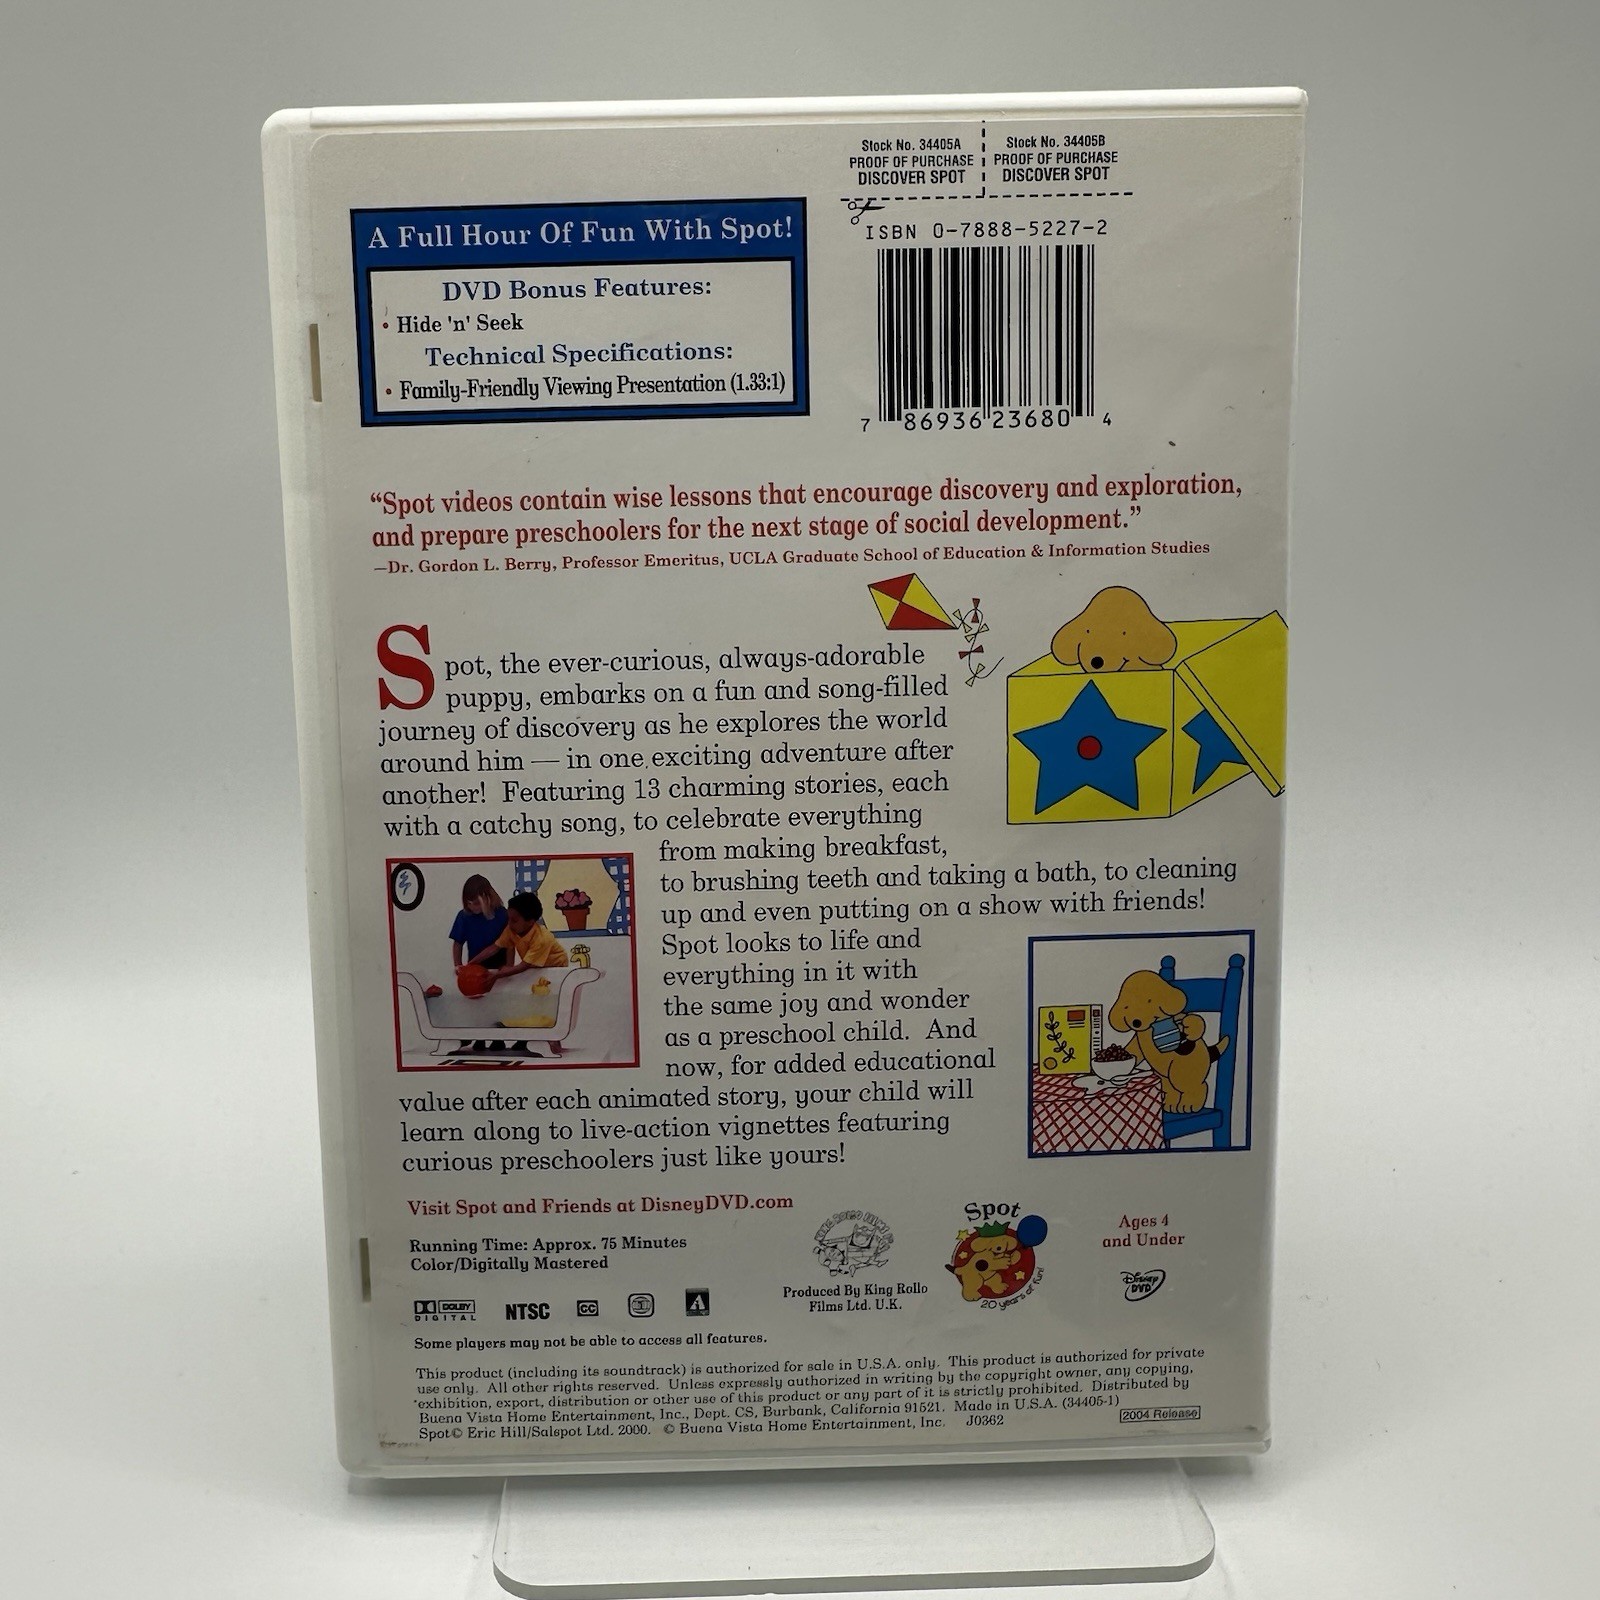 Stock No. 34405A
PROOF OF PURCHASE
DISCOVER SPOT
Stock No. 34405B
PROOF OF PURCHASE
DISCOVER SPOT
A Full Hour Of Fun With Spot!
DVD Bonus Features:
• Hide 'n' Seek
Technical Specifications:
• Family-Friendly Viewing Presentation (1.33:1)
ISBN 0-7888-5227-2
7 86936 23680 4
“Spot videos contain wise lessons that encourage discovery and exploration,
and prepare preschoolers for the next stage of social development.”
—Dr. Gordon L. Berry, Professor Emeritus, UCLA Graduate School of Education & Information Studies
Spot, the ever-curious, always-adorable
puppy, embarks on a fun and song-filled
journey of discovery as he explores the world
around him — in one exciting adventure after
another! Featuring 13 charming stories, each
with a catchy song, to celebrate everything
from making breakfast,
to brushing teeth and taking a bath, to cleaning
up and even putting on a show with friends!
Spot looks to life and
everything in it with
the same joy and wonder
as a preschool child. And
now, for added educational
value after each animated story, your child will
learn along to live-action vignettes featuring
curious preschoolers just like yours!
Visit Spot and Friends at DisneyDVD.com
Running Time: Approx. 75 Minutes
Color/Digitally Mastered
DOLBY
DIGITAL
NTSC
CC
KING ROLLO FILMS
Produced By King Rollo
Films Ltd. U.K.
Spot
20 years of fun!
Ages 4
and Under
Disney
DVD
Some players may not be able to access all features.
This product (including its soundtrack) is authorized for sale in U.S.A. only. This product is authorized for private
use only. All other rights reserved. Unless expressly authorized in writing by the copyright owner, any copying,
exhibition, export, distribution or other use of this product or any part of it is strictly prohibited. Distributed by
Buena Vista Home Entertainment, Inc., Dept. CS, Burbank, California 91521. Made in U.S.A. (34405-1)
Spot© Eric Hill/Salspot Ltd. 2000. © Buena Vista Home Entertainment, Inc. J0362
2004 Release